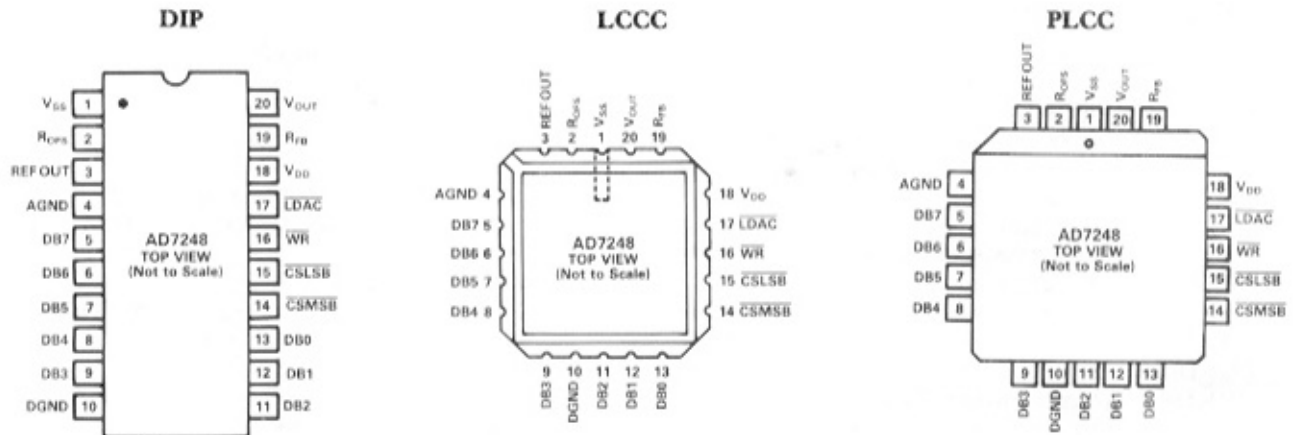 DIP
AD7248
TOP VIEW
(Not to Scale)
VSS 1
ROFS 2
REF OUT 3
AGND 4
DB7 5
DB6 6
DB5 7
DB4 8
DB3 9
DGND 10
20 VOUT
19 RFB
18 VDD
17 LDAC
16 WR
15 CSLSB
14 CSMSB
13 DB0
12 DB1
11 DB2
LCCC
3 REF OUT
2 ROFS
1 VSS
20 VOUT
19 RFB
AGND 4
DB7 5
DB6 6
DB5 7
DB4 8
AD7248
TOP VIEW
(Not to Scale)
18 VDD
17 LDAC
16 WR
15 CSLSB
14 CSMSB
9 DB3
10 DGND
11 DB2
12 DB1
13 DB0
PLCC
3 REF OUT
2 ROFS
1 VSS
20 VOUT
19 RFB
AGND 4
DB7 5
DB6 6
DB5 7
DB4 8
AD7248
TOP VIEW
(Not to Scale)
18 VDD
17 LDAC
16 WR
15 CSLSB
14 CSMSB
9 DB3
10 DGND
11 DB2
12 DB1
13 DB0